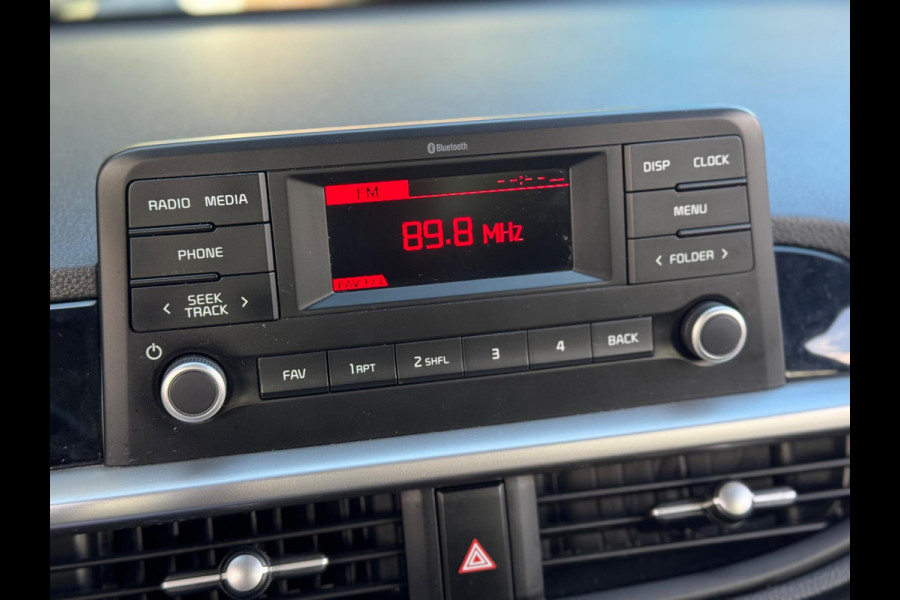 Bluetooth
RADIO MEDIA
PHONE
< SEEK TRACK >
FM
--:--
89.8 MHz
DISP CLOCK
MENU
< FOLDER >
FAV
1 RPT
2 SHFL
3
4
BACK